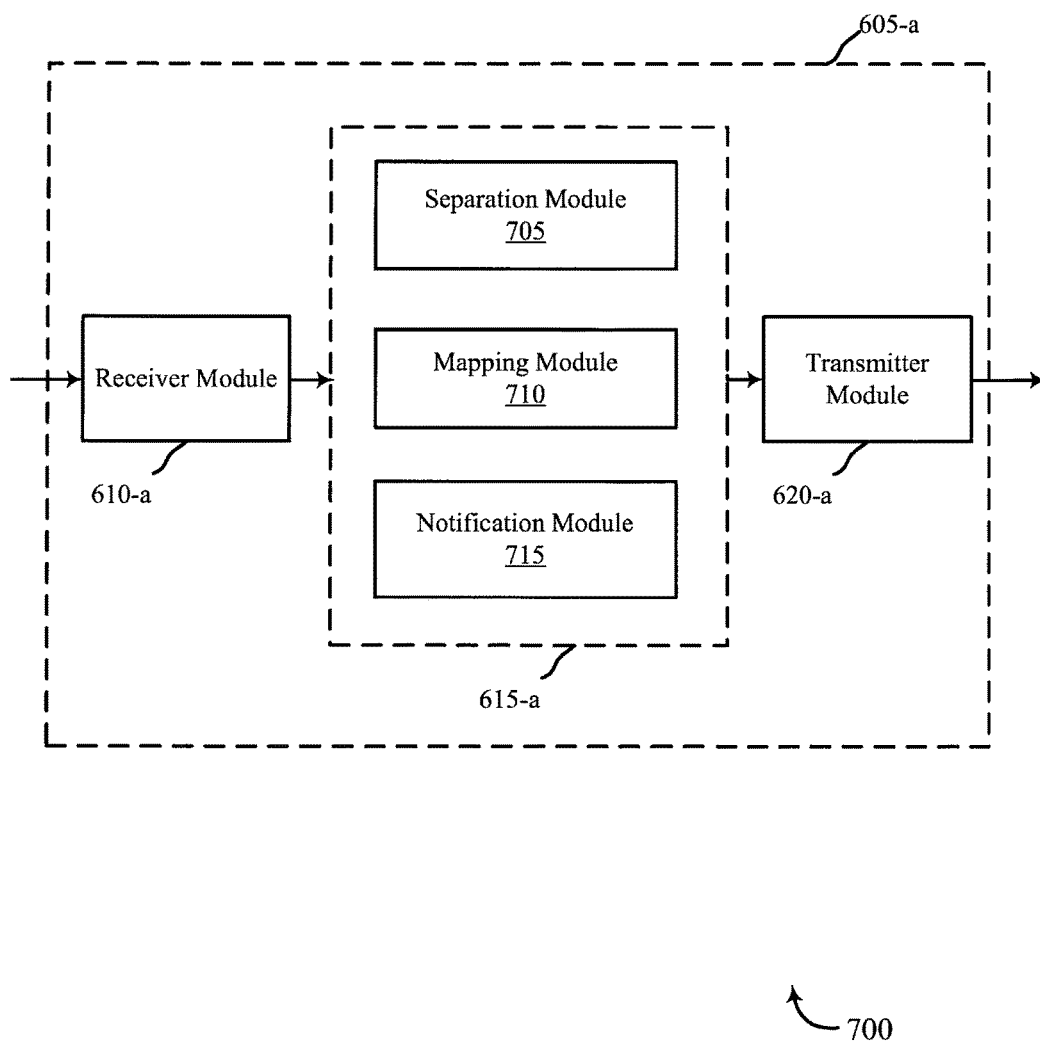 605-a
Separation Module
705
Receiver Module
610-a
Mapping Module
710
Transmitter
Module
620-a
Notification Module
715
615-a
700